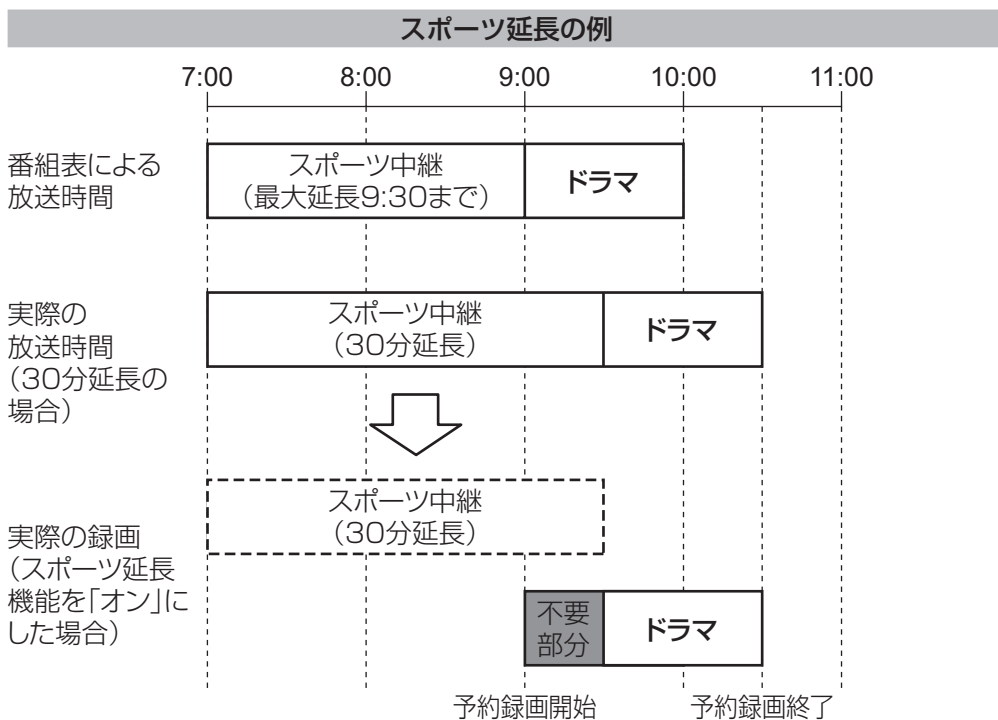 スポーツ延長の例
7:00 8:00 9:00 10:00 11:00
番組表による
放送時間
スポーツ中継
（最大延長9:30まで）
ドラマ
実際の
放送時間
（30分延長の
場合）
スポーツ中継
（30分延長）
ドラマ
スポーツ中継
（30分延長）
実際の録画
（スポーツ延長
機能を「オン」に
した場合）
不要
部分
ドラマ
予約録画開始 予約録画終了